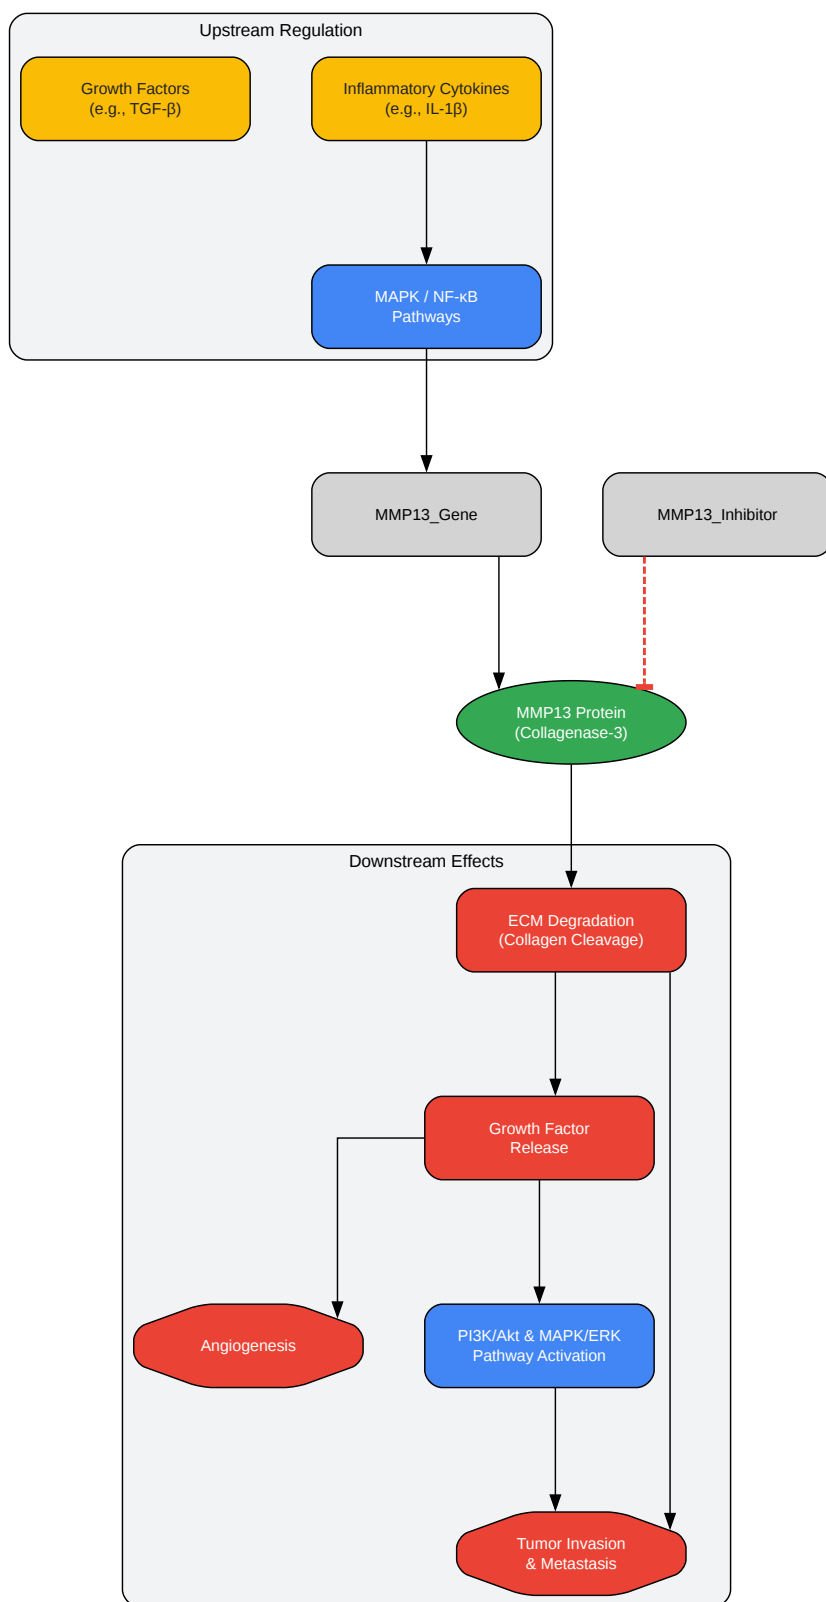 Upstream Regulation
Growth Factors
(e.g., TGF-β)
Inflammatory Cytokines
(e.g., IL-1β)
MAPK / NF-κB
Pathways
MMP13_Gene
MMP13_Inhibitor
MMP13 Protein
(Collagenase-3)
Downstream Effects
ECM Degradation
(Collagen Cleavage)
Growth Factor
Release
Angiogenesis
PI3K/Akt & MAPK/ERK
Pathway Activation
Tumor Invasion
& Metastasis